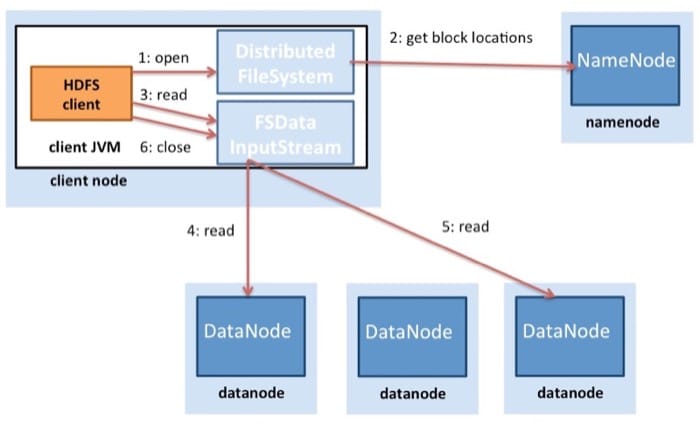 1: open
Distributed
FIleSystem
2: get block locations
NameNode
HDFS
client
3: read
FSData
InputStream
namenode
client JVM
6: close
client node
4: read
5: read
DataNode
DataNode
DataNode
datanode
datanode
datanode